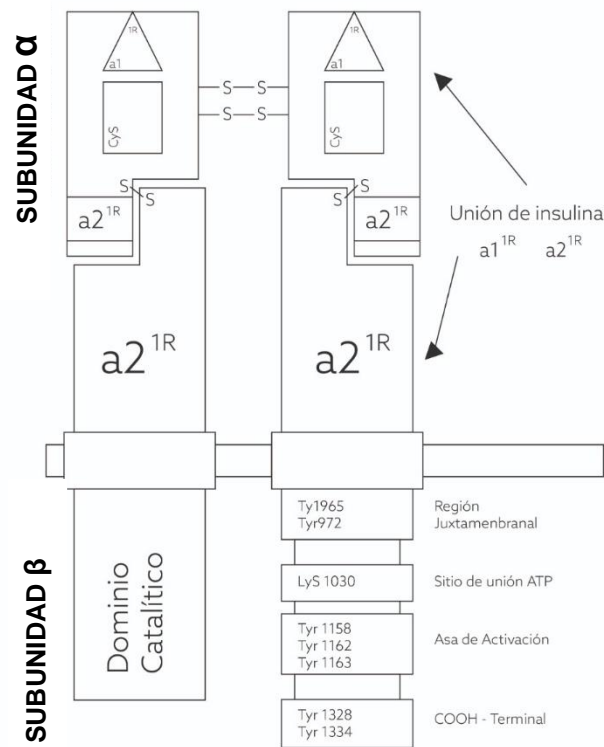 SUBUNIDAD α
1R
a1
CyS
S
S
S
S
1R
a1
CyS
S
S
a2 1R
S
S
a2 1R
Unión de insulina
a1 1R a2 1R
a2 1R
a2 1R
SUBUNIDAD β
Dominio
Catalítico
Ty1965
Tyr972
Región
Juxtamenbranal
LyS 1030
Sitio de unión ATP
Tyr 1158
Tyr 1162
Tyr 1163
Asa de Activación
Tyr 1328
Tyr 1334
COOH - Terminal